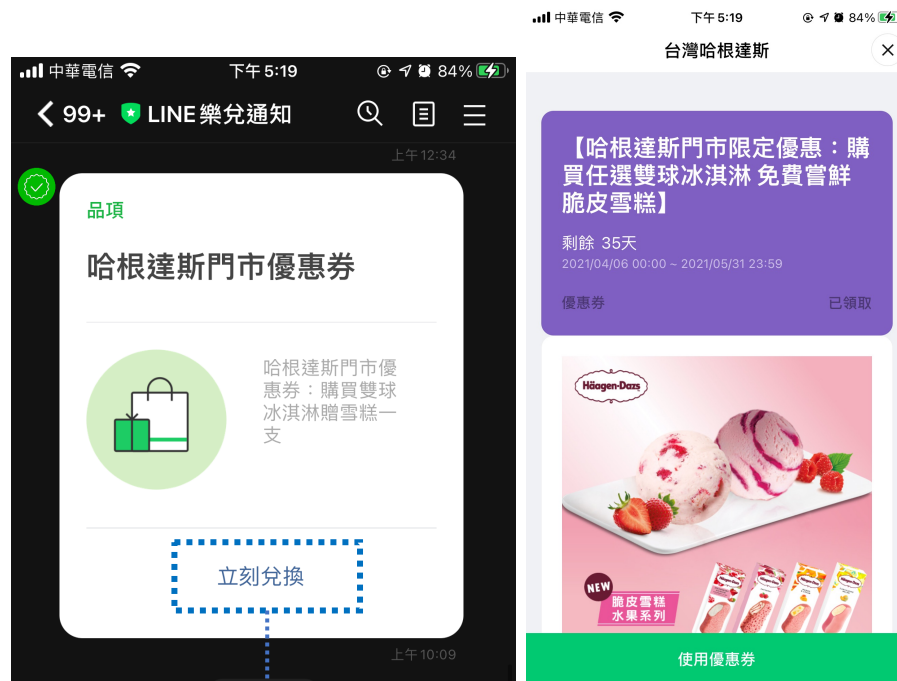 中華電信
下午5:19
84%
99+
LINE 樂兌通知
上午12:34
品項
哈根達斯門市優惠券
哈根達斯門市優
惠券：購買雙球
冰淇淋贈雪糕一
支
立刻兌換
上午10:09
中華電信
下午5:19
84%
台灣哈根達斯
【哈根達斯門市限定優惠：購
買任選雙球冰淇淋 免費嘗鮮
脆皮雪糕】
剩餘 35天
2021/04/06 00:00 ~ 2021/05/31 23:59
優惠券
已領取
Häagen-Dazs
NEW
脆皮雪糕
水果系列
使用優惠券